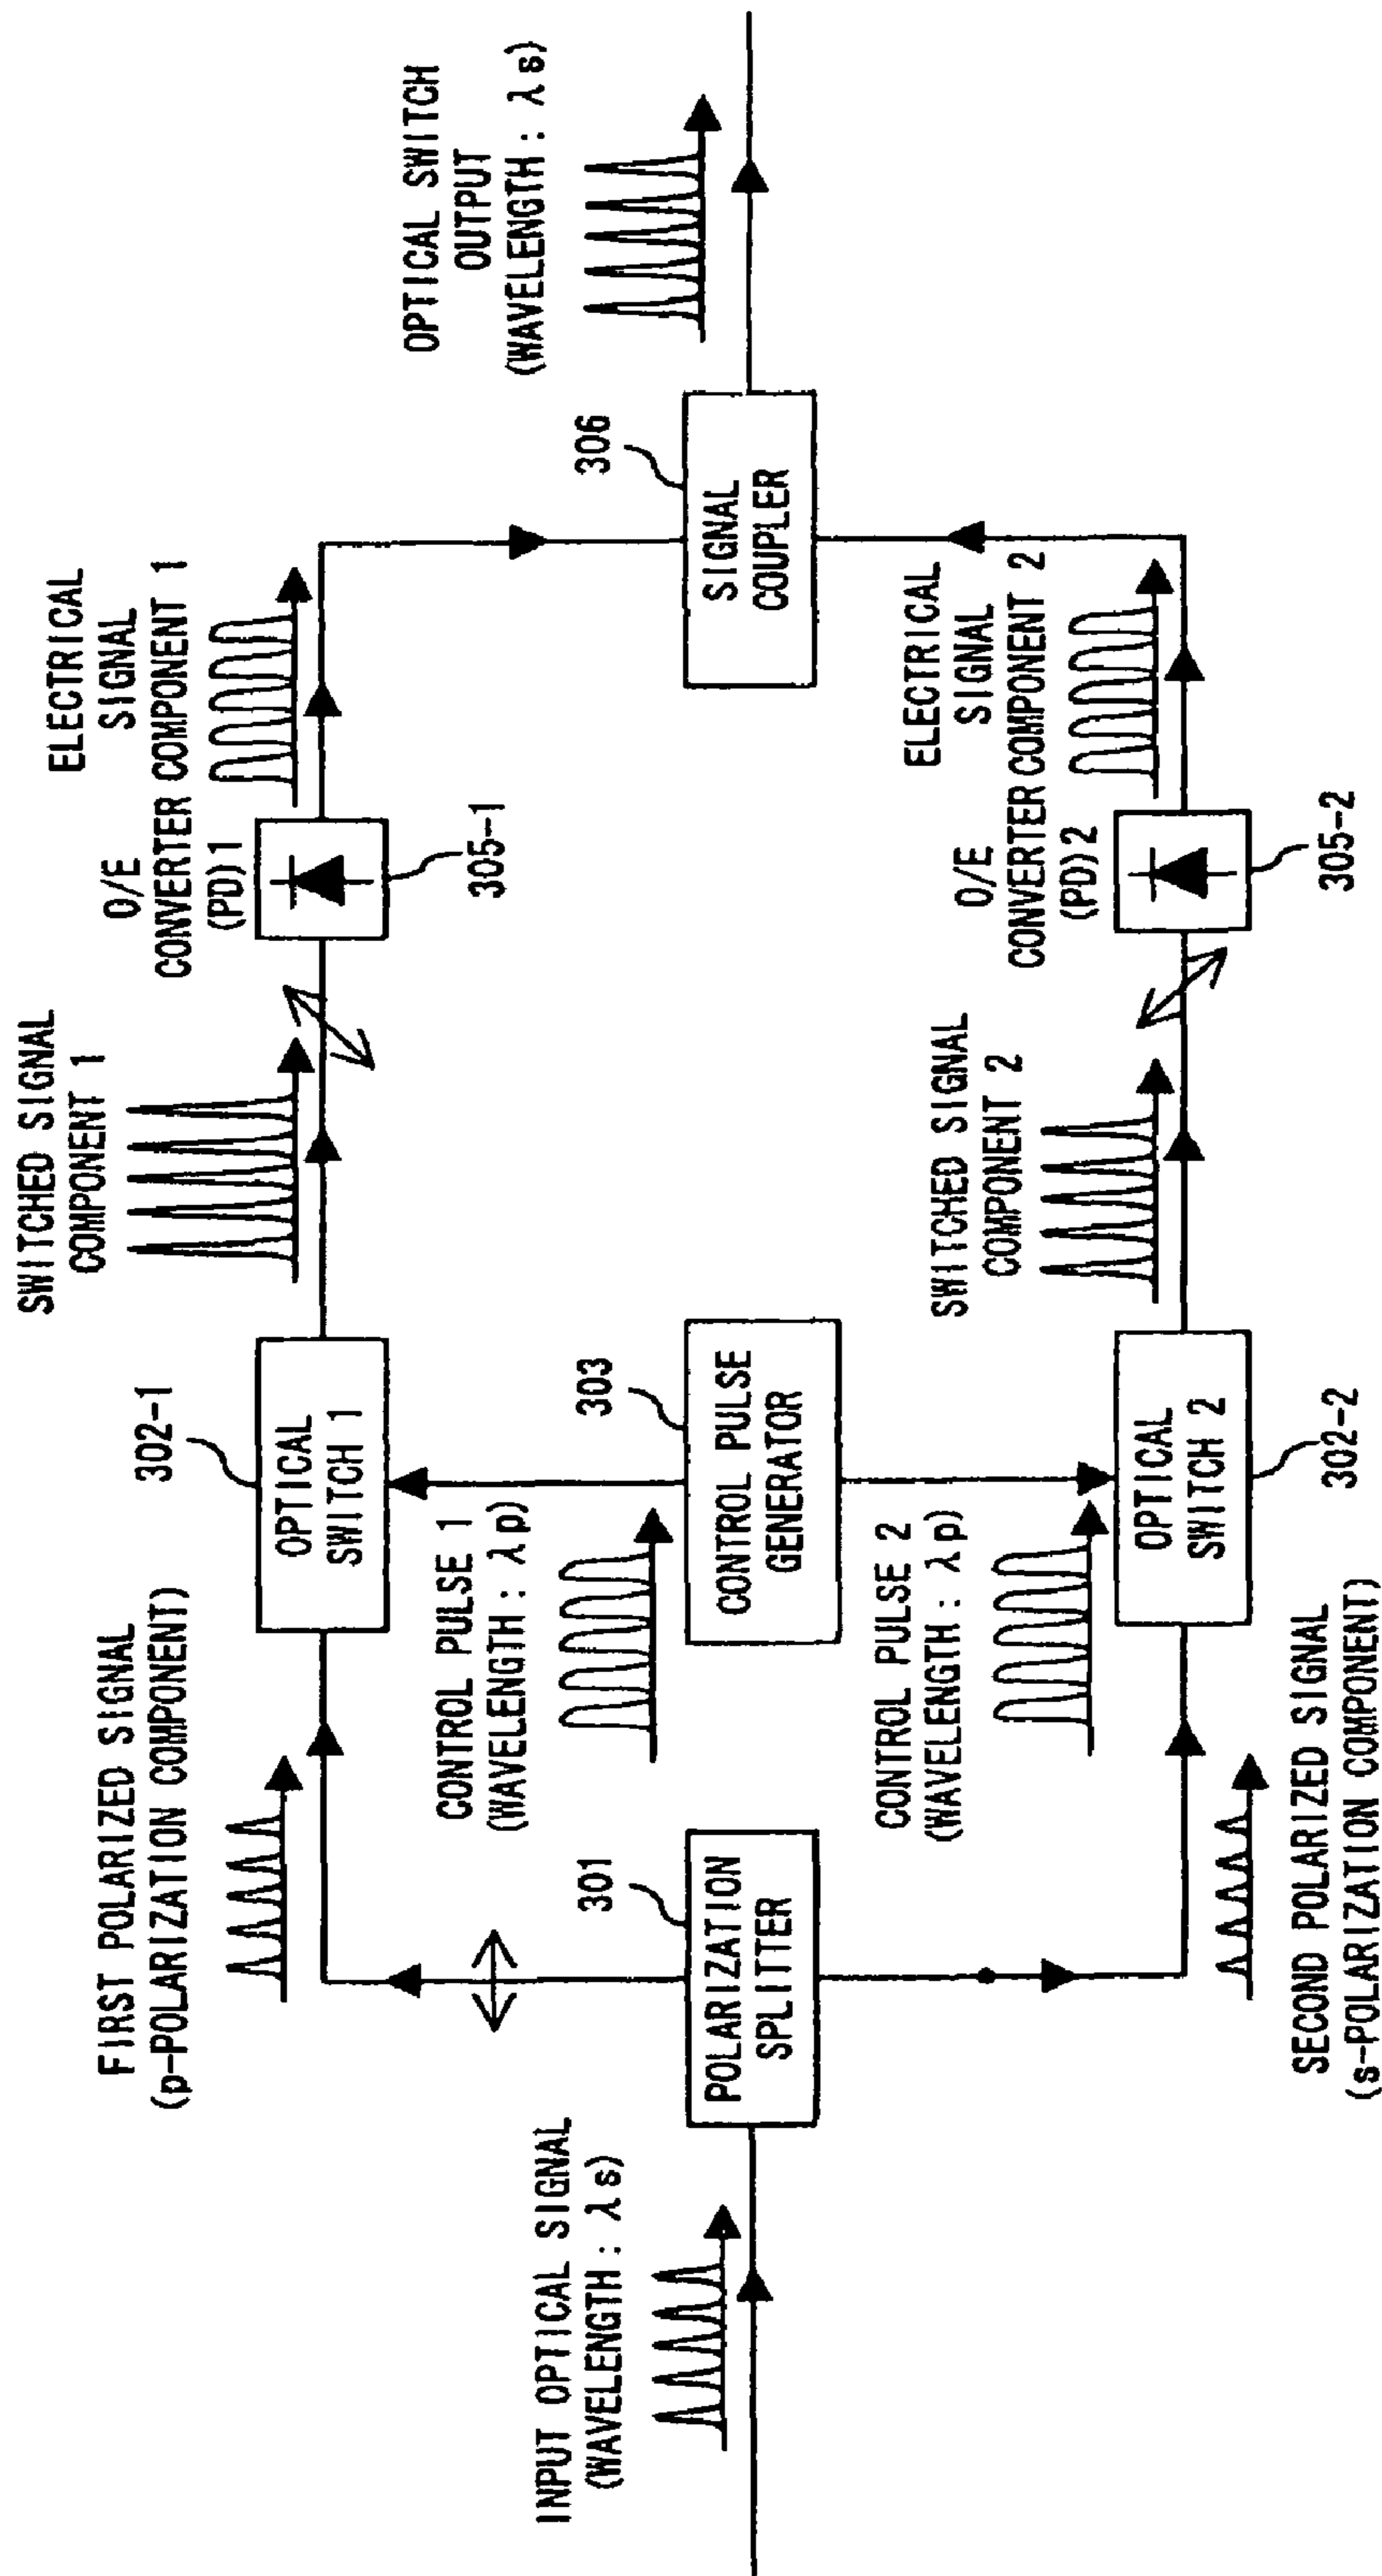 INPUT OPTICAL SIGNAL
(WAVELENGTH : λs)
301
POLARIZATION
SPLITTER
FIRST POLARIZED SIGNAL
(p-POLARIZATION COMPONENT)
SECOND POLARIZED SIGNAL
(s-POLARIZATION COMPONENT)
CONTROL PULSE 1
(WAVELENGTH : λp)
302-1
OPTICAL
SWITCH 1
303
CONTROL PULSE
GENERATOR
CONTROL PULSE 2
(WAVELENGTH : λp)
OPTICAL
SWITCH 2
302-2
SWITCHED SIGNAL
COMPONENT 1
SWITCHED SIGNAL
COMPONENT 2
O/E
CONVERTER
(PD)1
305-1
ELECTRICAL
SIGNAL
COMPONENT 1
O/E
CONVERTER
(PD)2
305-2
ELECTRICAL
SIGNAL
COMPONENT 2
306
SIGNAL
COUPLER
OPTICAL SWITCH
OUTPUT
(WAVELENGTH : λs)